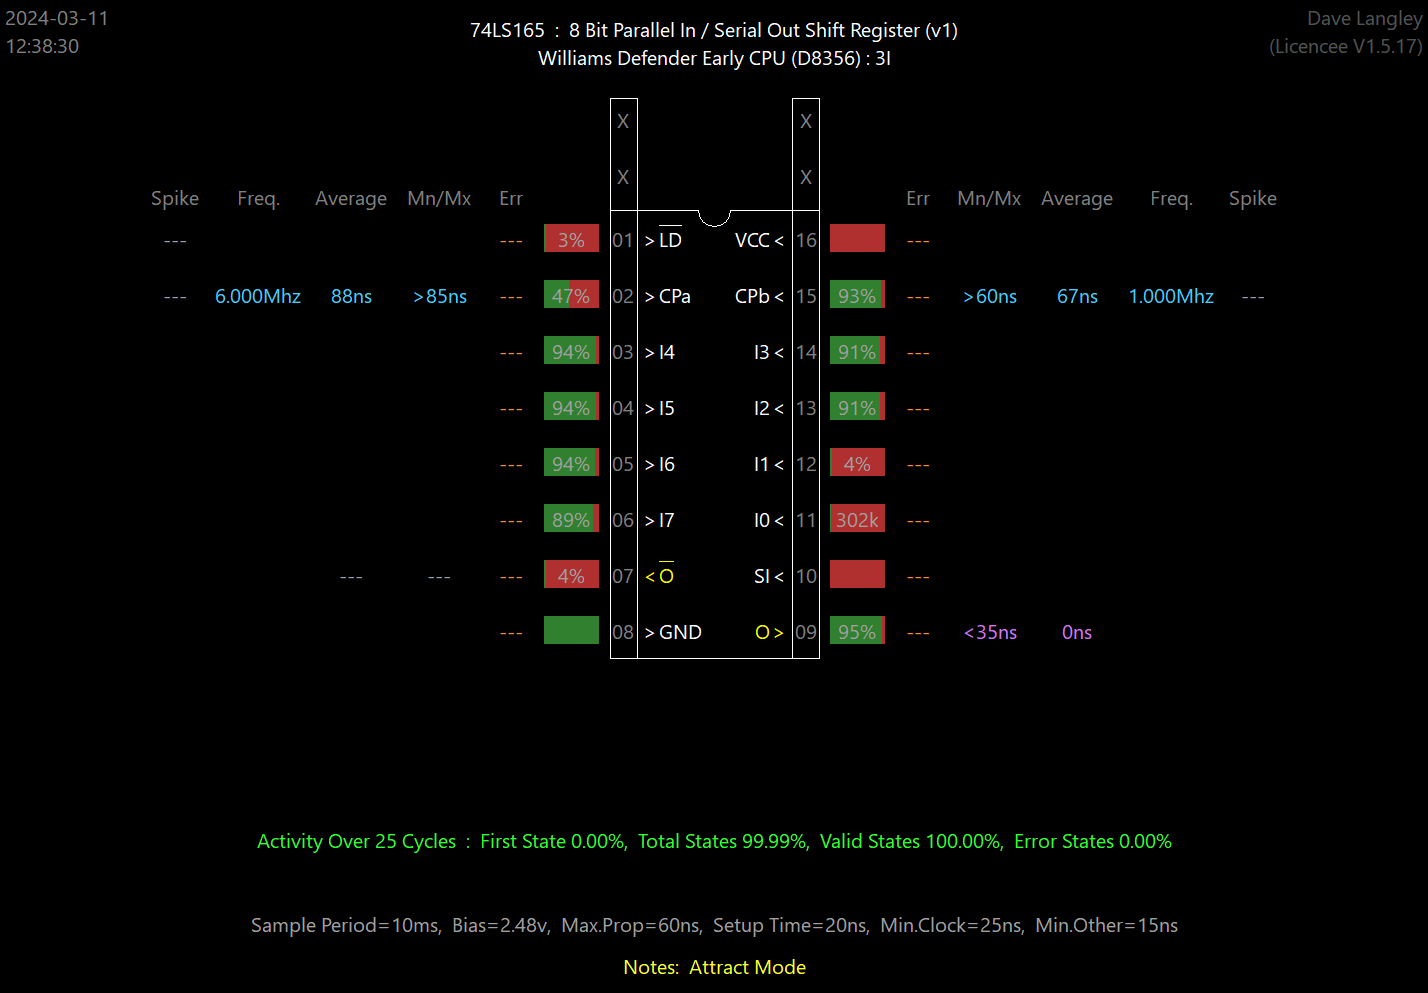 2024-03-11
12:38:30
74LS165 : 8 Bit Parallel In / Serial Out Shift Register (v1)
Williams Defender Early CPU (D8356) : 3I
Dave Langley
(Licencee V1.5.17)
X X
X X
Spike Freq. Average Mn/Mx Err Err Mn/Mx Average Freq. Spike
--- --- 3% 01 >LD VCC< 16 ---
--- 6.000Mhz 88ns >85ns --- 47% 02 >CPa CPb< 15 93% --- >60ns 67ns 1.000Mhz ---
--- 94% 03 >I4 I3< 14 91% ---
--- 94% 04 >I5 I2< 13 91% ---
--- 94% 05 >I6 I1< 12 4% ---
--- 89% 06 >I7 I0< 11 302k ---
--- --- --- 4% 07 <O SI< 10 ---
--- 08 >GND O> 09 95% --- <35ns 0ns
Activity Over 25 Cycles : First State 0.00%, Total States 99.99%, Valid States 100.00%, Error States 0.00%
Sample Period=10ms, Bias=2.48v, Max.Prop=60ns, Setup Time=20ns, Min.Clock=25ns, Min.Other=15ns
Notes: Attract Mode